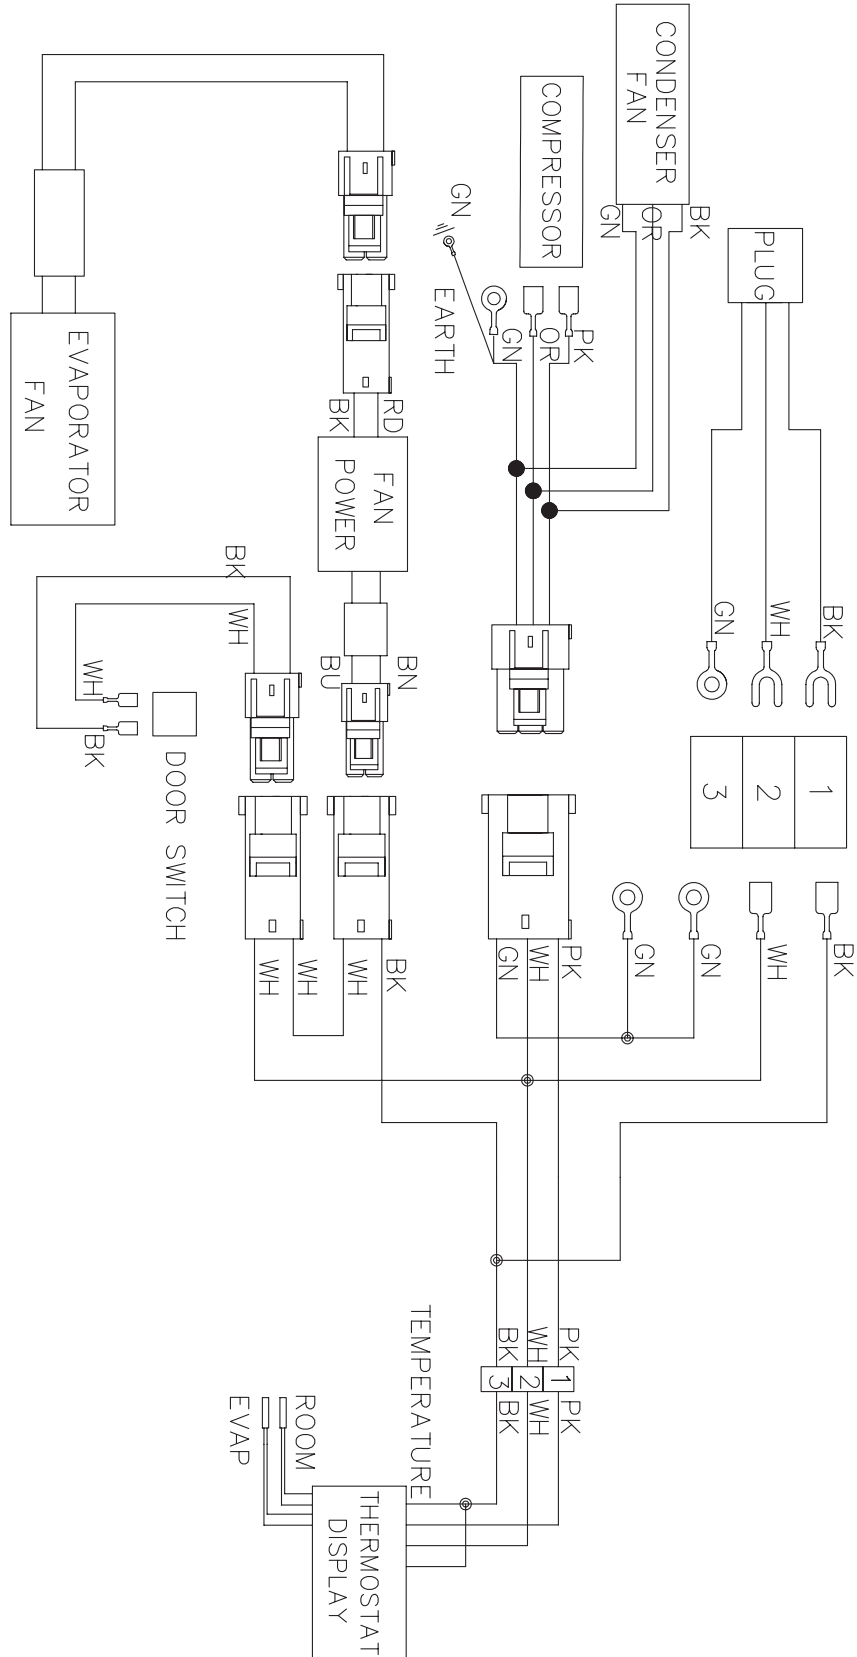 CONDENSER
FAN
GN
OR
BK
COMPRESSOR
PLUG
GN
EARTH
GN
OR
PK
EVAPORATOR
FAN
BK
RD
FAN
POWER
BU
BN
BK
WH
WH
BK
DOOR SWITCH
GN
WH
BK
3
2
1
WH
WH
WH
BK
GN
WH
PK
GN
GN
WH
BK
BK
WH
PK
3
2
1
BK
WH
PK
TEMPERATURE
ROOM
EVAP
THERMOSTAT
DISPLAY